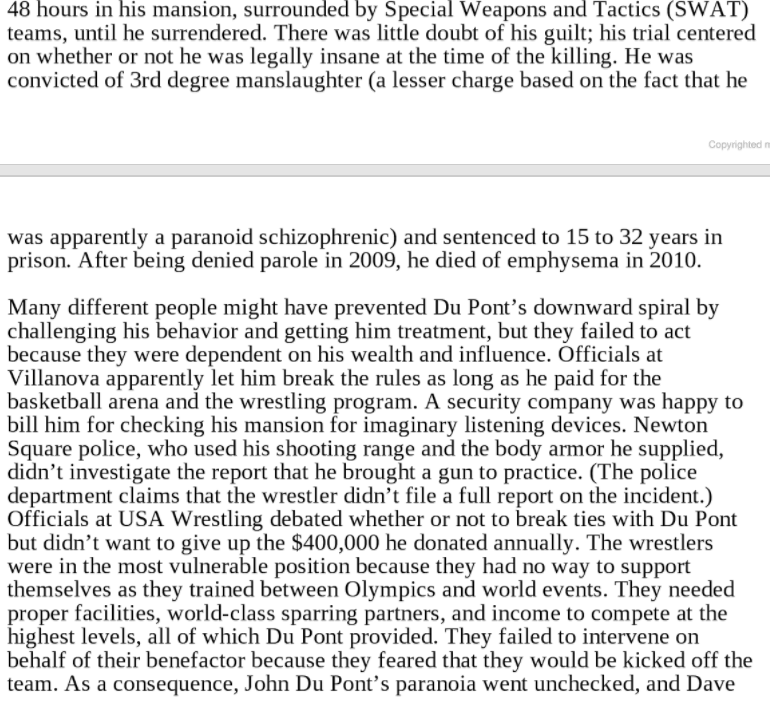 48 hours in his mansion, surrounded by Special Weapons and Tactics (SWAT)
teams, until he surrendered. There was little doubt of his guilt; his trial centered
on whether or not he was legally insane at the time of the killing. He was
convicted of 3rd degree manslaughter (a lesser charge based on the fact that he
Copyrighted
was apparently a paranoid schizophrenic) and sentenced to 15 to 32 years in
prison. After being denied parole in 2009, he died of emphysema in 2010.
Many different people might have prevented Du Pont’s downward spiral by
challenging his behavior and getting him treatment, but they failed to act
because they were dependent on his wealth and influence. Officials at
Villanova apparently let him break the rules as long as he paid for the
basketball arena and the wrestling program. A security company was happy to
bill him for checking his mansion for imaginary listening devices. Newton
Square police, who used his shooting range and the body armor he supplied,
didn’t investigate the report that he brought a gun to practice. (The police
department claims that the wrestler didn’t file a full report on the incident.)
Officials at USA Wrestling debated whether or not to break ties with Du Pont
but didn’t want to give up the $400,000 he donated annually. The wrestlers
were in the most vulnerable position because they had no way to support
themselves as they trained between Olympics and world events. They needed
proper facilities, world-class sparring partners, and income to compete at the
highest levels, all of which Du Pont provided. They failed to intervene on
behalf of their benefactor because they feared that they would be kicked off the
team. As a consequence, John Du Pont’s paranoia went unchecked, and Dave